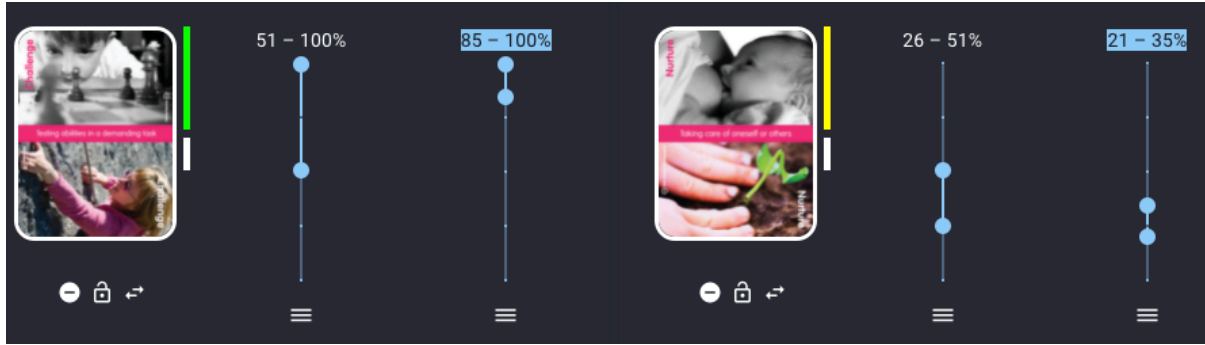 Challenge
Testing abilities in a demanding task
Challenge
51 – 100%
85 – 100%
Nurture
Taking care of oneself or others
Nurture
26 – 51%
21 – 35%